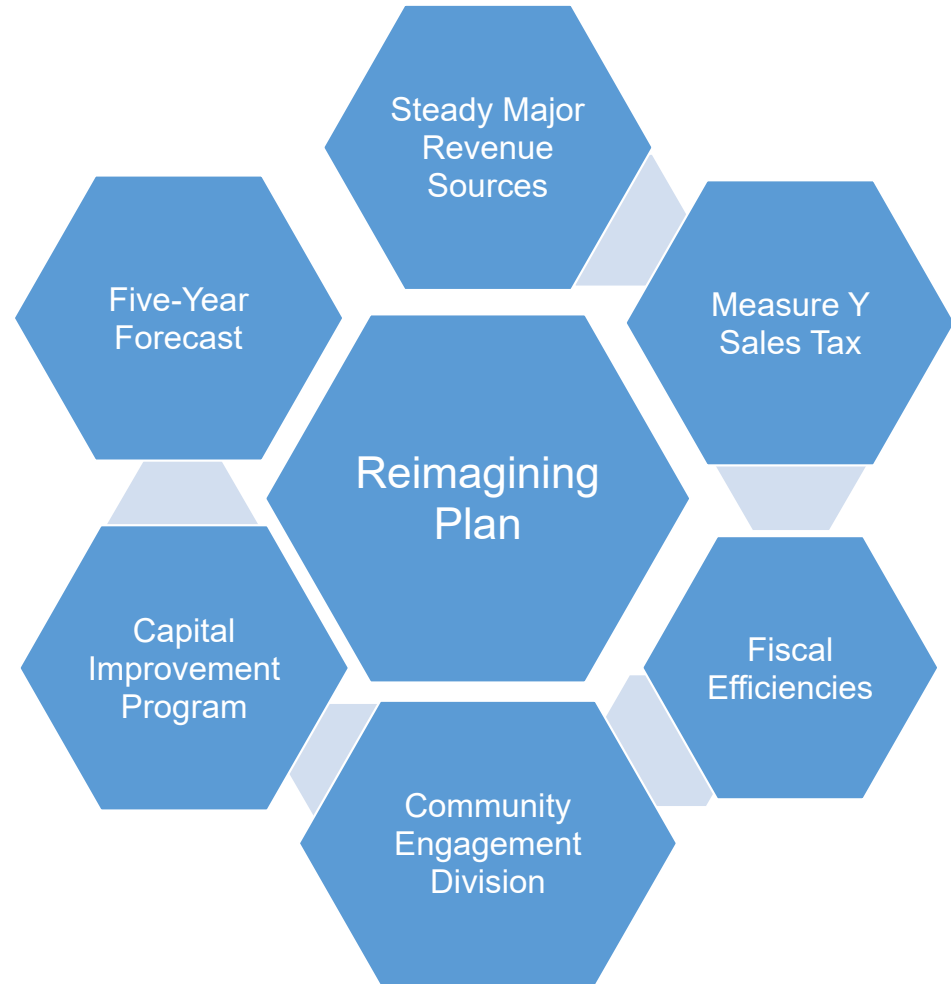 Steady Major
Revenue
Sources
Five-Year
Forecast
Measure Y
Sales Tax
Reimagining
Plan
Capital
Improvement
Program
Fiscal
Efficiencies
Community
Engagement
Division